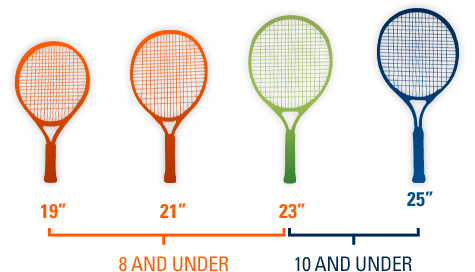 19”
21”
23”
25”
8 AND UNDER
10 AND UNDER